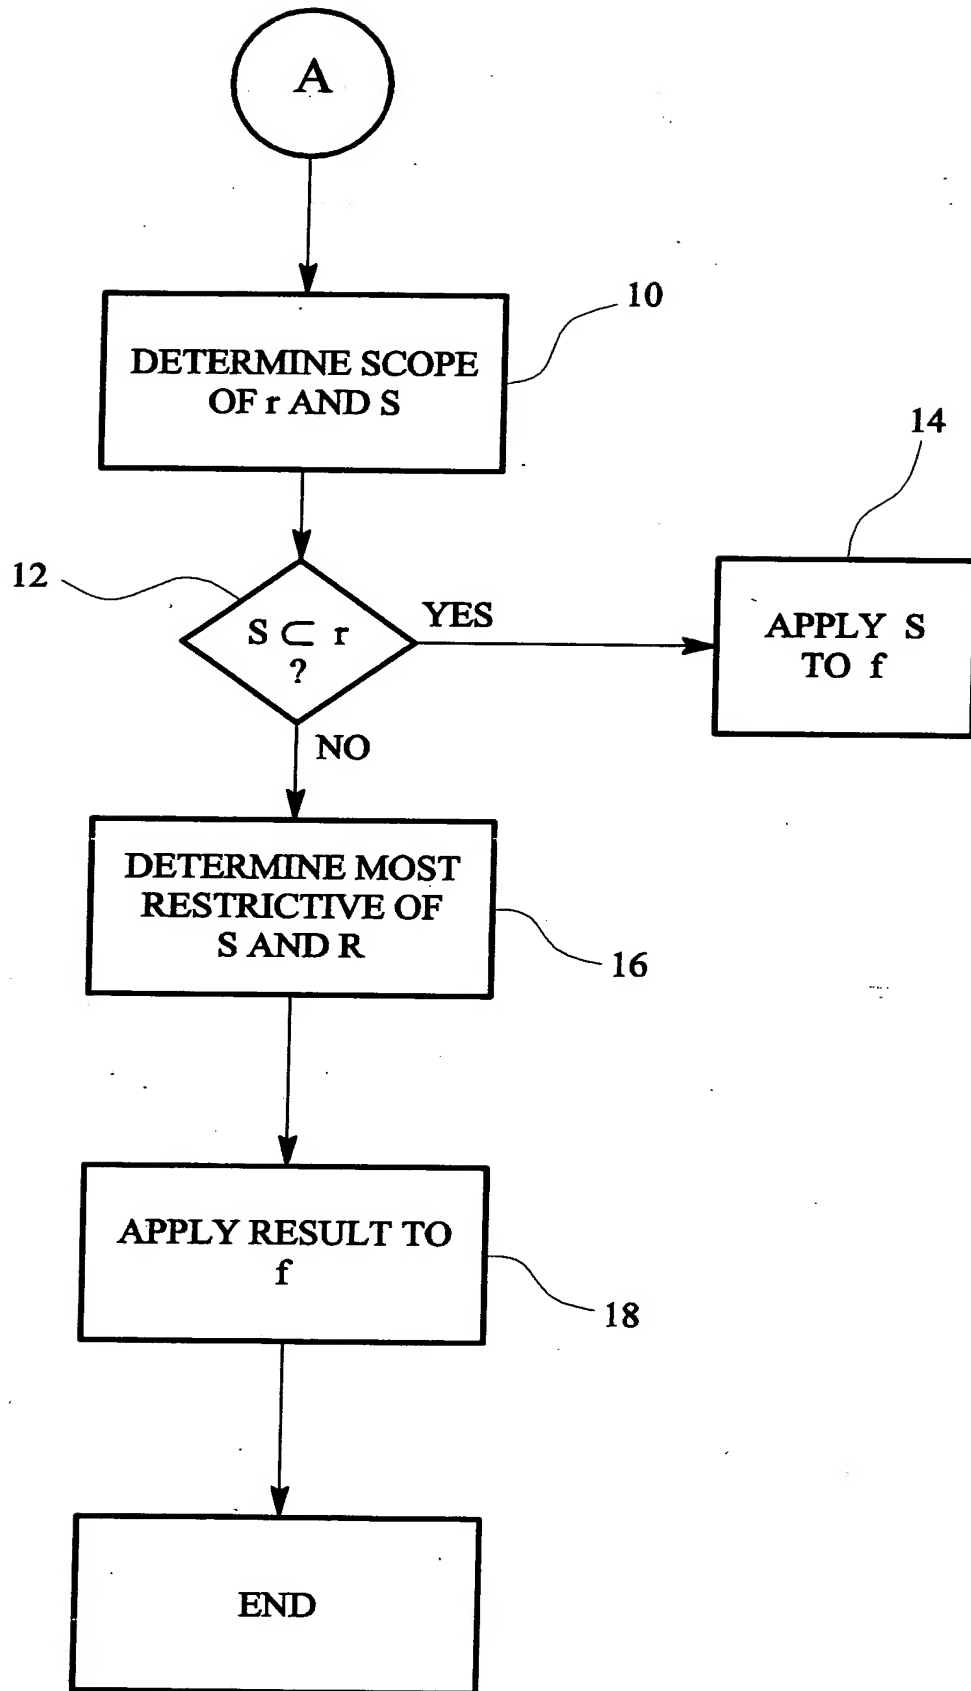 A
DETERMINE SCOPE
OF r AND S
10
12
S ⊂ r
?
YES
14
APPLY S
TO f
NO
DETERMINE MOST
RESTRICTIVE OF
S AND R
16
APPLY RESULT TO
f
18
END